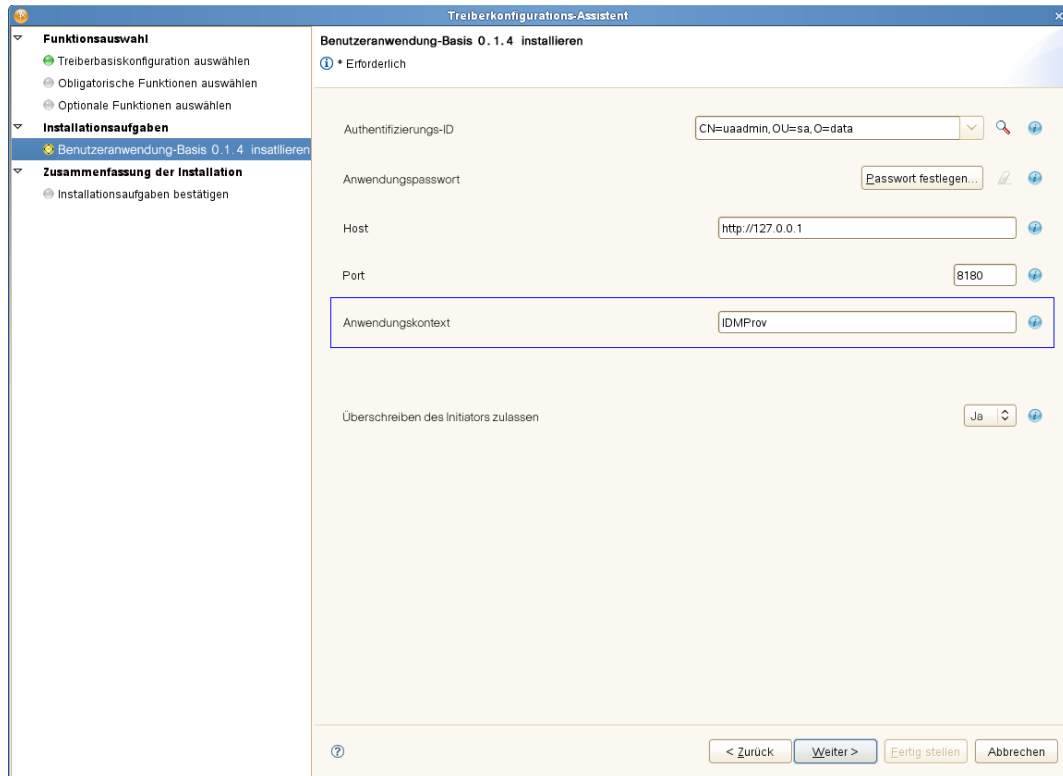 Treiberkonfigurations-Assistent
Funktionsauswahl
Treiberbasiskonfiguration auswählen
Obligatorische Funktionen auswählen
Optionale Funktionen auswählen
Installationsaufgaben
Benutzeranwendung-Basis 0.1.4 insatllieren
Zusammenfassung der Installation
Installationsaufgaben bestätigen
Benutzeranwendung-Basis 0.1.4 installieren
* Erforderlich
Authentifizierungs-ID
CN=uaadmin,OU=sa,O=data
Anwendungspasswort
Passwort festlegen...
Host
http://127.0.0.1
Port
8180
Anwendungskontext
IDMProv
Überschreiben des Initiators zulassen
Ja
< Zurück
Weiter >
Fertig stellen
Abbrechen